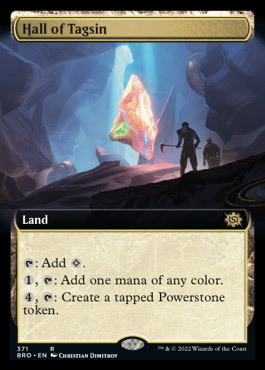 Hall of Tagsin
Land
: Add .
1, : Add one mana of any color.
4, : Create a tapped Powerstone
token.
371 R
BRO • EN CHRISTIAN DIMITROV
™ & © 2022 Wizards of the Coast